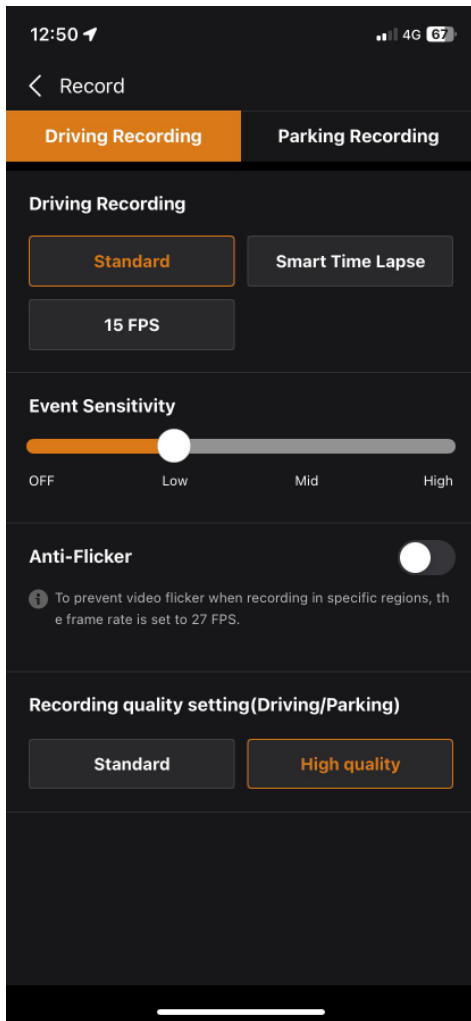 12:50 4G 67
Record
Driving Recording Parking Recording
Driving Recording
Standard Smart Time Lapse
15 FPS
Event Sensitivity
OFF Low Mid High
Anti-Flicker
To prevent video flicker when recording in specific regions, th
e frame rate is set to 27 FPS.
Recording quality setting(Driving/Parking)
Standard High quality